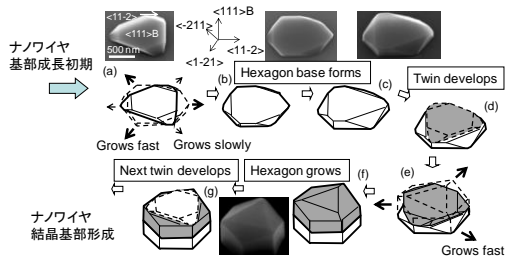 <11-2>
<111>B
500 nm
<111>B
<-211>
<11-2>
<1-21>
ナノワイヤ
基部成長初期
(a)
Grows fast
Grows slowly
(b)
Hexagon base forms
(c)
Twin develops
(d)
(e)
Grows fast
Hexagon grows
(f)
Next twin develops
(g)
ナノワイヤ
結晶基部形成